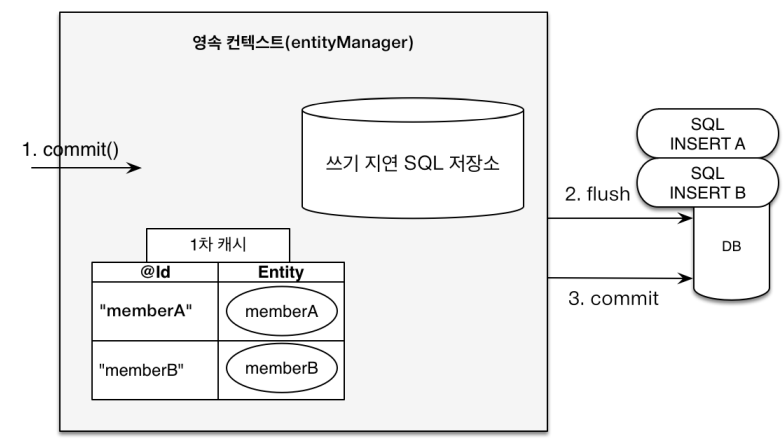 영속 컨텍스트(entityManager)
1. commit()
쓰기 지연 SQL 저장소
SQL
INSERT A
SQL
INSERT B
2. flush
DB
3. commit
1차 캐시
@Id Entity
"memberA" memberA
"memberB" memberB